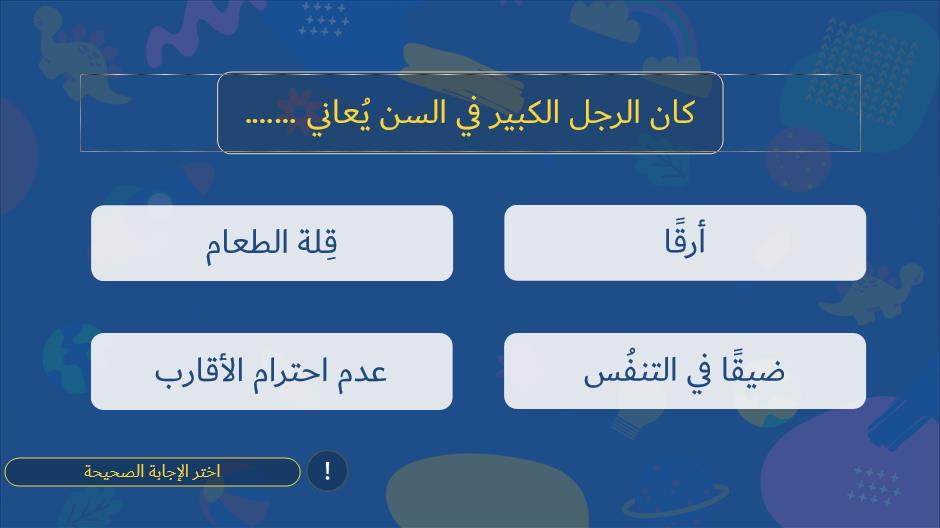 كان الرجل الكبير في السن يُعاني .......
أرقًا
قِلة الطعام
ضيقًا في التنفُس
عدم احترام الأقارب
!
اختر الإجابة الصحيحة